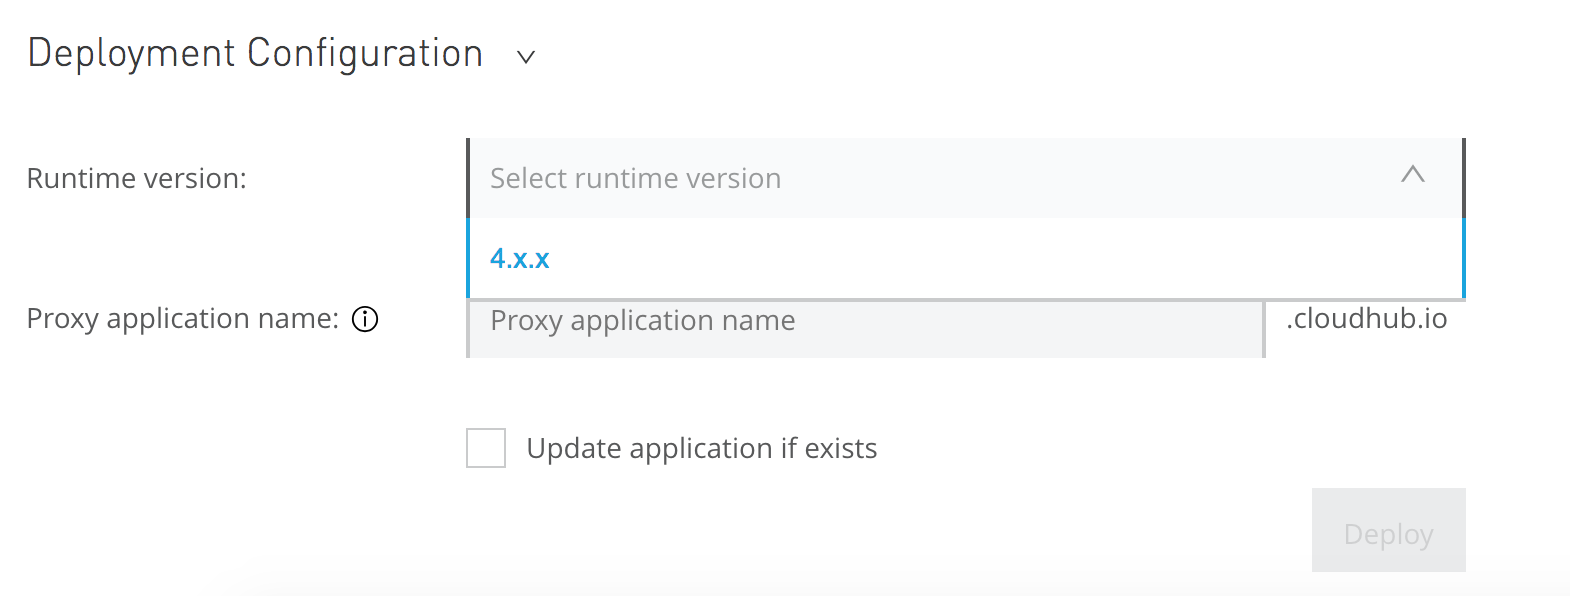 Deployment Configuration
Runtime version:
Select runtime version
4.x.x
Proxy application name:
Proxy application name
.cloudhub.io
Update application if exists
Deploy